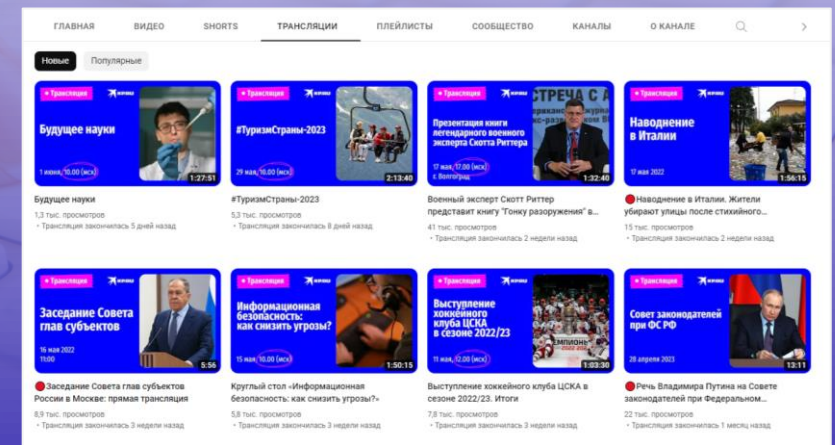 ГЛАВНАЯ ВИДЕО SHORTS ТРАНСЛЯЦИИ ПЛЕЙЛИСТЫ СООБЩЕСТВО КАНАЛЫ О КАНАЛЕ
Новые Популярные
• Трансляция
Будущее науки
1 июня, 10.00 (мск)
1:27:51
Будущее науки
1,3 тыс. просмотров
• Трансляция закончилась 5 дней назад
• Трансляция
#ТуризмСтраны-2023
29 мая, 10.00 (мск)
2:13:40
#ТуризмСтраны-2023
5,3 тыс. просмотров
• Трансляция закончилась 8 дней назад
• Трансляция
Презентация книги
легендарного военного
эксперта Скотта Риттера
17 мая, 17.00 (мск)
г. Волгоград
СТРЕЧА С А
1:32:40
Военный эксперт Скотт Риттер
представит книгу "Гонку разоружения" в...
41 тыс. просмотров
• Трансляция закончилась 2 недели назад
• Трансляция
Наводнение
в Италии
17 мая 2022
1:56:15
Наводнение в Италии. Жители
убирают улицы после стихийного...
15 тыс. просмотров
• Трансляция закончилась 2 недели назад
• Трансляция
Заседание Совета
глав субъектов
16 мая 2022
11:00
5:56
Заседание Совета глав субъектов
России в Москве: прямая трансляция
8,9 тыс. просмотров
• Трансляция закончилась 3 недели назад
• Трансляция
Информационная
безопасность:
как снизить угрозы?
15 мая, 10.00 (мск)
1:50:15
Круглый стол «Информационная
безопасность: как снизить угрозы?»
5,8 тыс. просмотров
• Трансляция закончилась 3 недели назад
• Трансляция
Выступление
хоккейного
клуба ЦСКА
в сезоне 2022/23
11 мая, 12.00 (мск)
1:03:30
Выступление хоккейного клуба ЦСКА в
сезоне 2022/23. Итоги
7,8 тыс. просмотров
• Трансляция закончилась 3 недели назад
• Трансляция
Совет законодателей
при ФС РФ
28 апреля 2023
13:11
Речь Владимира Путина на Совете
законодателей при Федеральном...
22 тыс. просмотров
• Трансляция закончилась 1 месяц назад